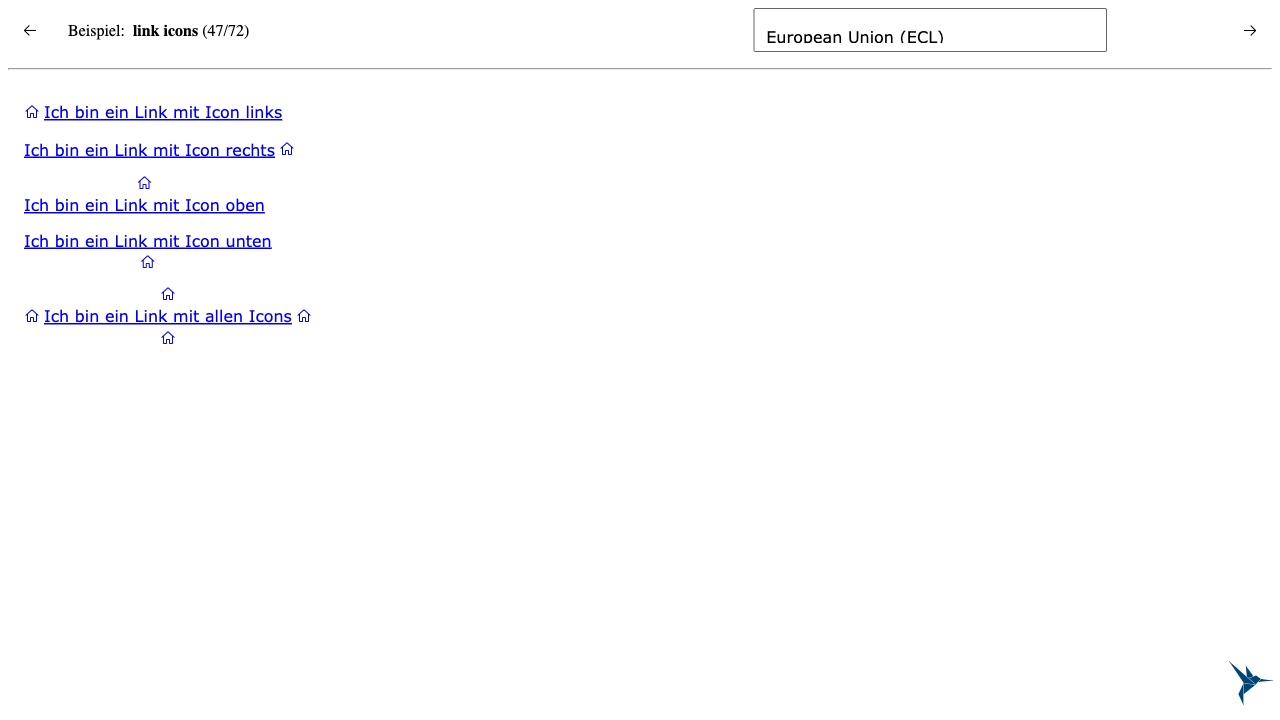 Beispiel: link icons (47/72)
European Union (ECL)
Ich bin ein Link mit Icon links
Ich bin ein Link mit Icon rechts
Ich bin ein Link mit Icon oben
Ich bin ein Link mit Icon unten
Ich bin ein Link mit allen Icons